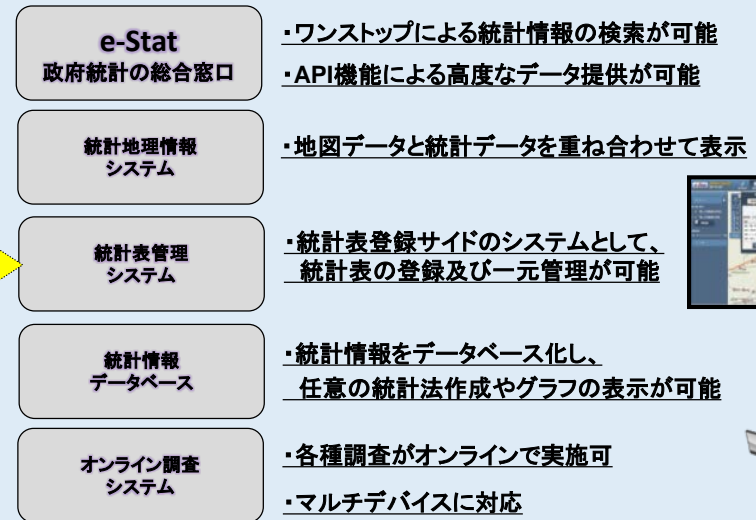 e-Stat
政府統計の総合窓口
・ワンストップによる統計情報の検索が可能
・API機能による高度なデータ提供が可能
統計地理情報
システム
・地図データと統計データを重ね合わせて表示
統計表管理
システム
・統計表登録サイドのシステムとして、
統計表の登録及び一元管理が可能
統計情報
データベース
・統計情報をデータベース化し、
任意の統計法作成やグラフの表示が可能
オンライン調査
システム
・各種調査がオンラインで実施可
・マルチデバイスに対応